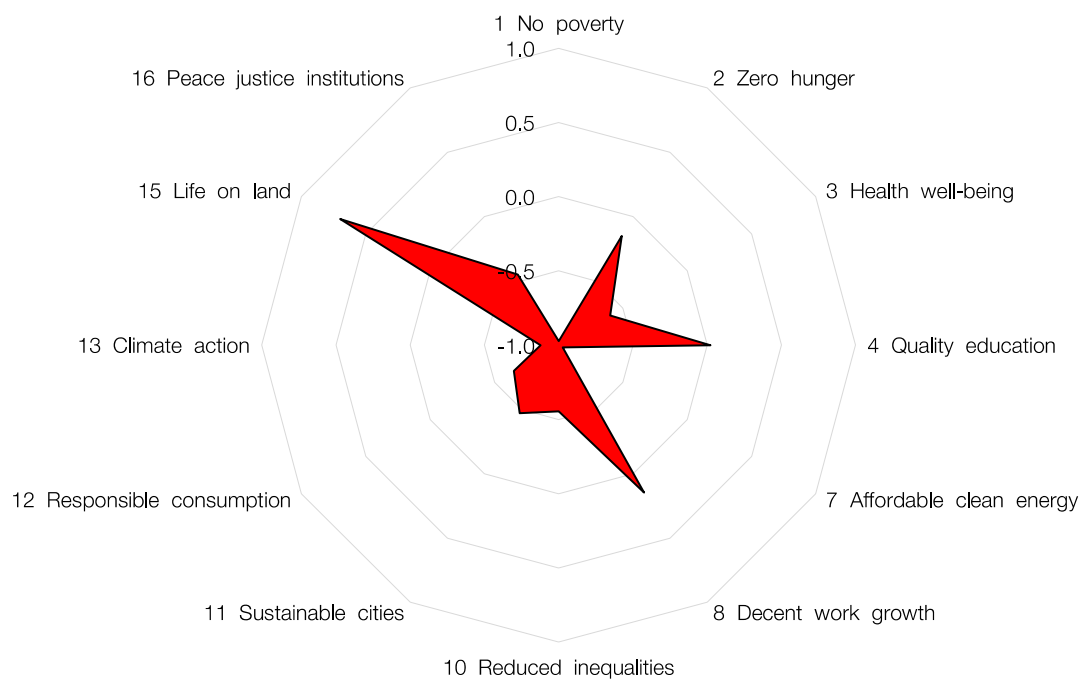 1 No poverty
1.0
16 Peace justice institutions
2 Zero hunger
0.5
15 Life on land
3 Health well-being
0.0
-0.5
13 Climate action
-1.0
4 Quality education
12 Responsible consumption
7 Affordable clean energy
11 Sustainable cities
8 Decent work growth
10 Reduced inequalities